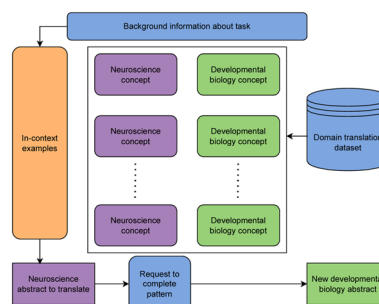 Background information about task
Neuroscience
concept
Developmental
biology concept
In-context
examples
Neuroscience
concept
Developmental
biology concept
Domain translation
dataset
Neuroscience
concept
Developmental
biology concept
Neuroscience
abstract to translate
Request to
complete
pattern
New developmental
biology abstract